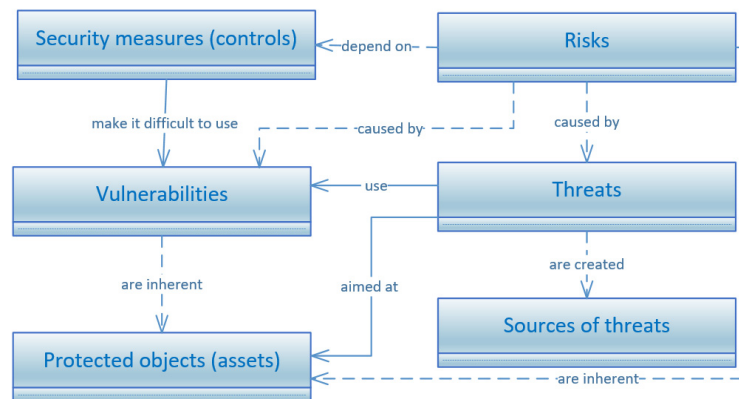 Security measures (controls)
depend on
Risks
make it difficult to use
caused by
caused by
Vulnerabilities
use
Threats
are inherent
aimed at
are created
Sources of threats
Protected objects (assets)
are inherent